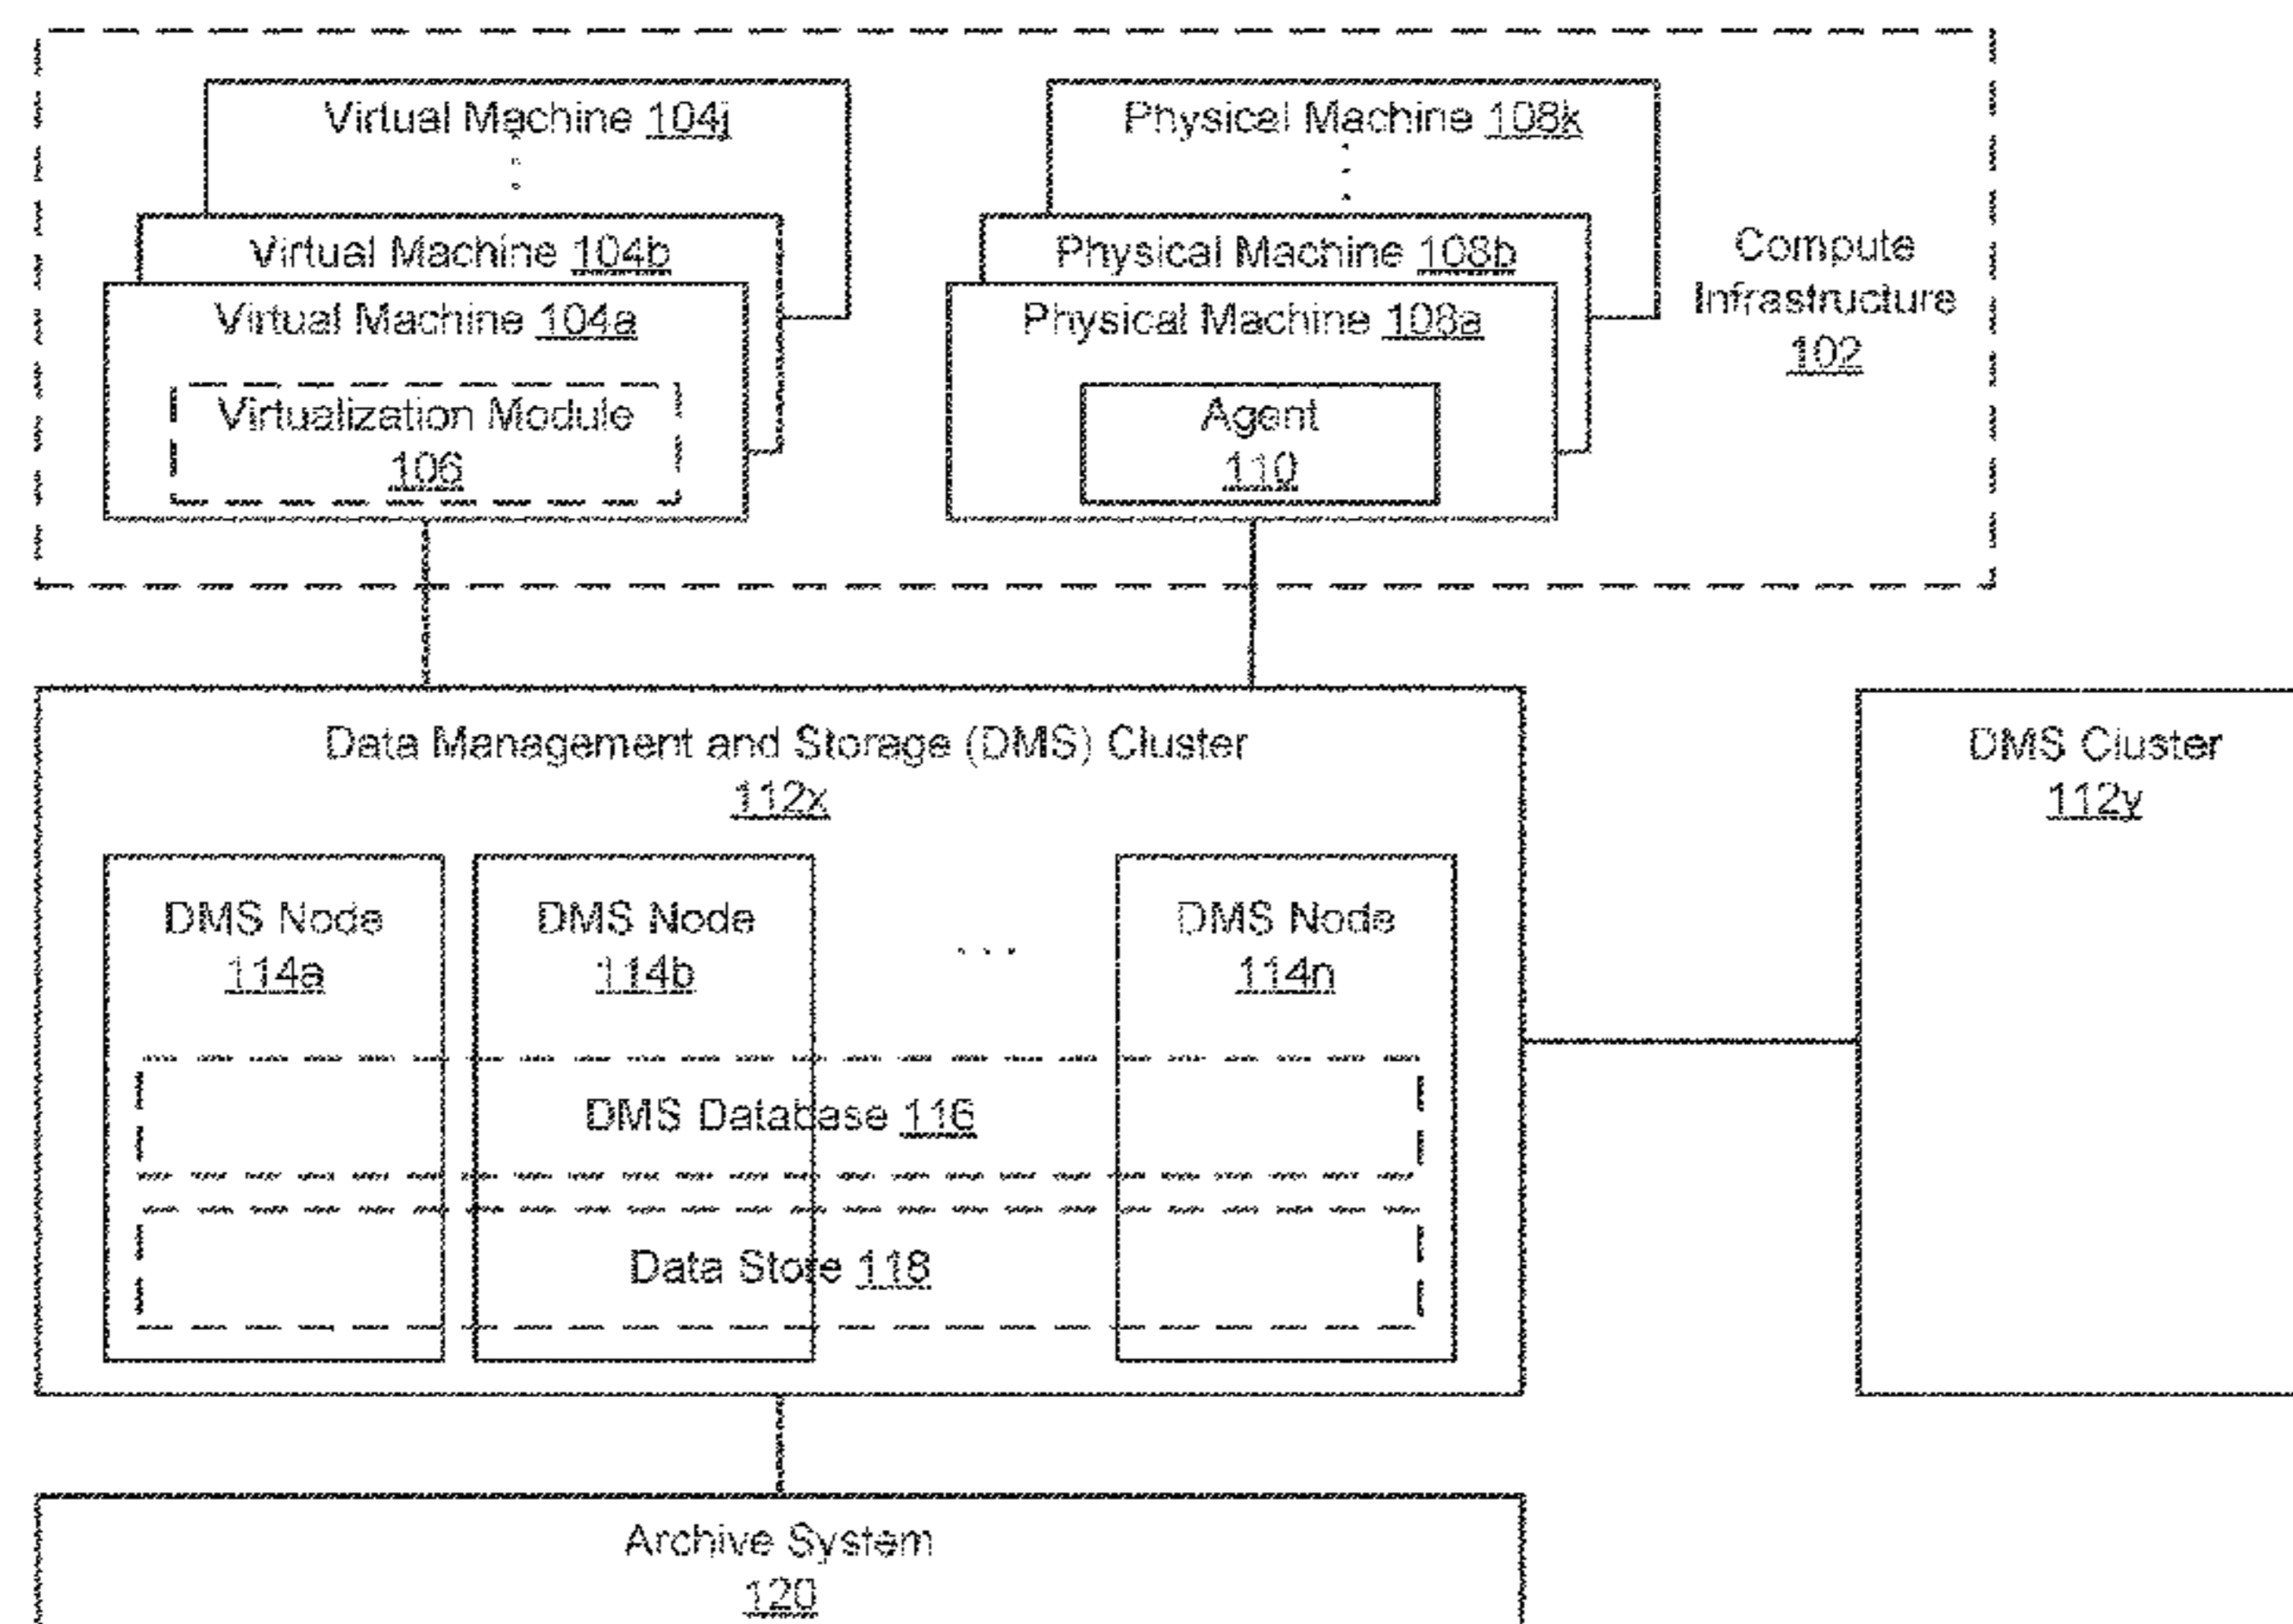 Virtual Machine 104j
Physical Machine 108k
Virtual Machine 104b
Physical Machine 108b
Compute
Infrastructure
102
Virtual Machine 104a
Physical Machine 108a
Virtualization Module
106
Agent
110
Data Management and Storage (DMS) Cluster
112x
DMS Cluster
112y
DMS Node
114a
DMS Node
114b
...
DMS Node
114n
DMS Database 116
Data Store 118
Archive System
120